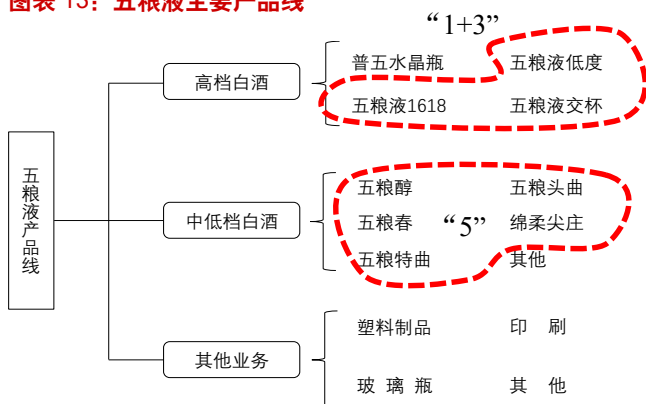 图表 13：五粮液主要产品线
“1+3”
普五水晶瓶 五粮液低度
高档白酒
五粮液1618 五粮液交杯
五粮醇 五粮头曲
五粮液产品线
中低档白酒
五粮春 “5” 绵柔尖庄
五粮特曲 其他
塑料制品 印 刷
其他业务
玻 璃 瓶 其 他